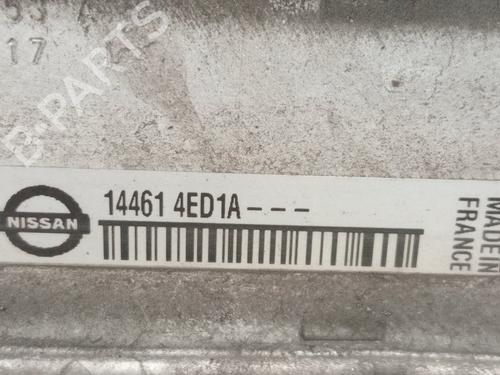 17
B-PARTS
NISSAN
14461 4ED1A---
MADE IN
FRANCE